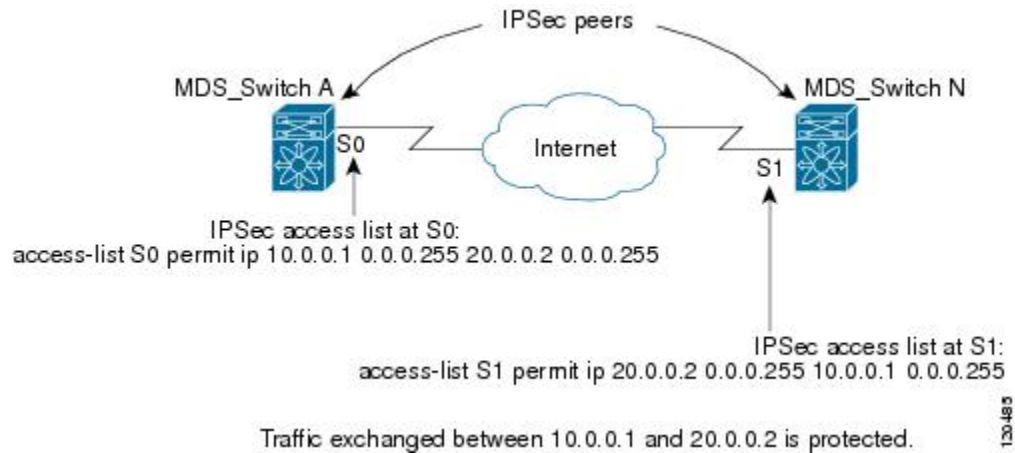 IPSec peers
MDS_Switch A
MDS_Switch N
S0
Internet
S1
IPSec access list at S0:
access-list S0 permit ip 10.0.0.1 0.0.0.255 20.0.0.2 0.0.0.255
IPSec access list at S1:
access-list S1 permit ip 20.0.0.2 0.0.0.255 10.0.0.1 0.0.0.255
Traffic exchanged between 10.0.0.1 and 20.0.0.2 is protected.
120485